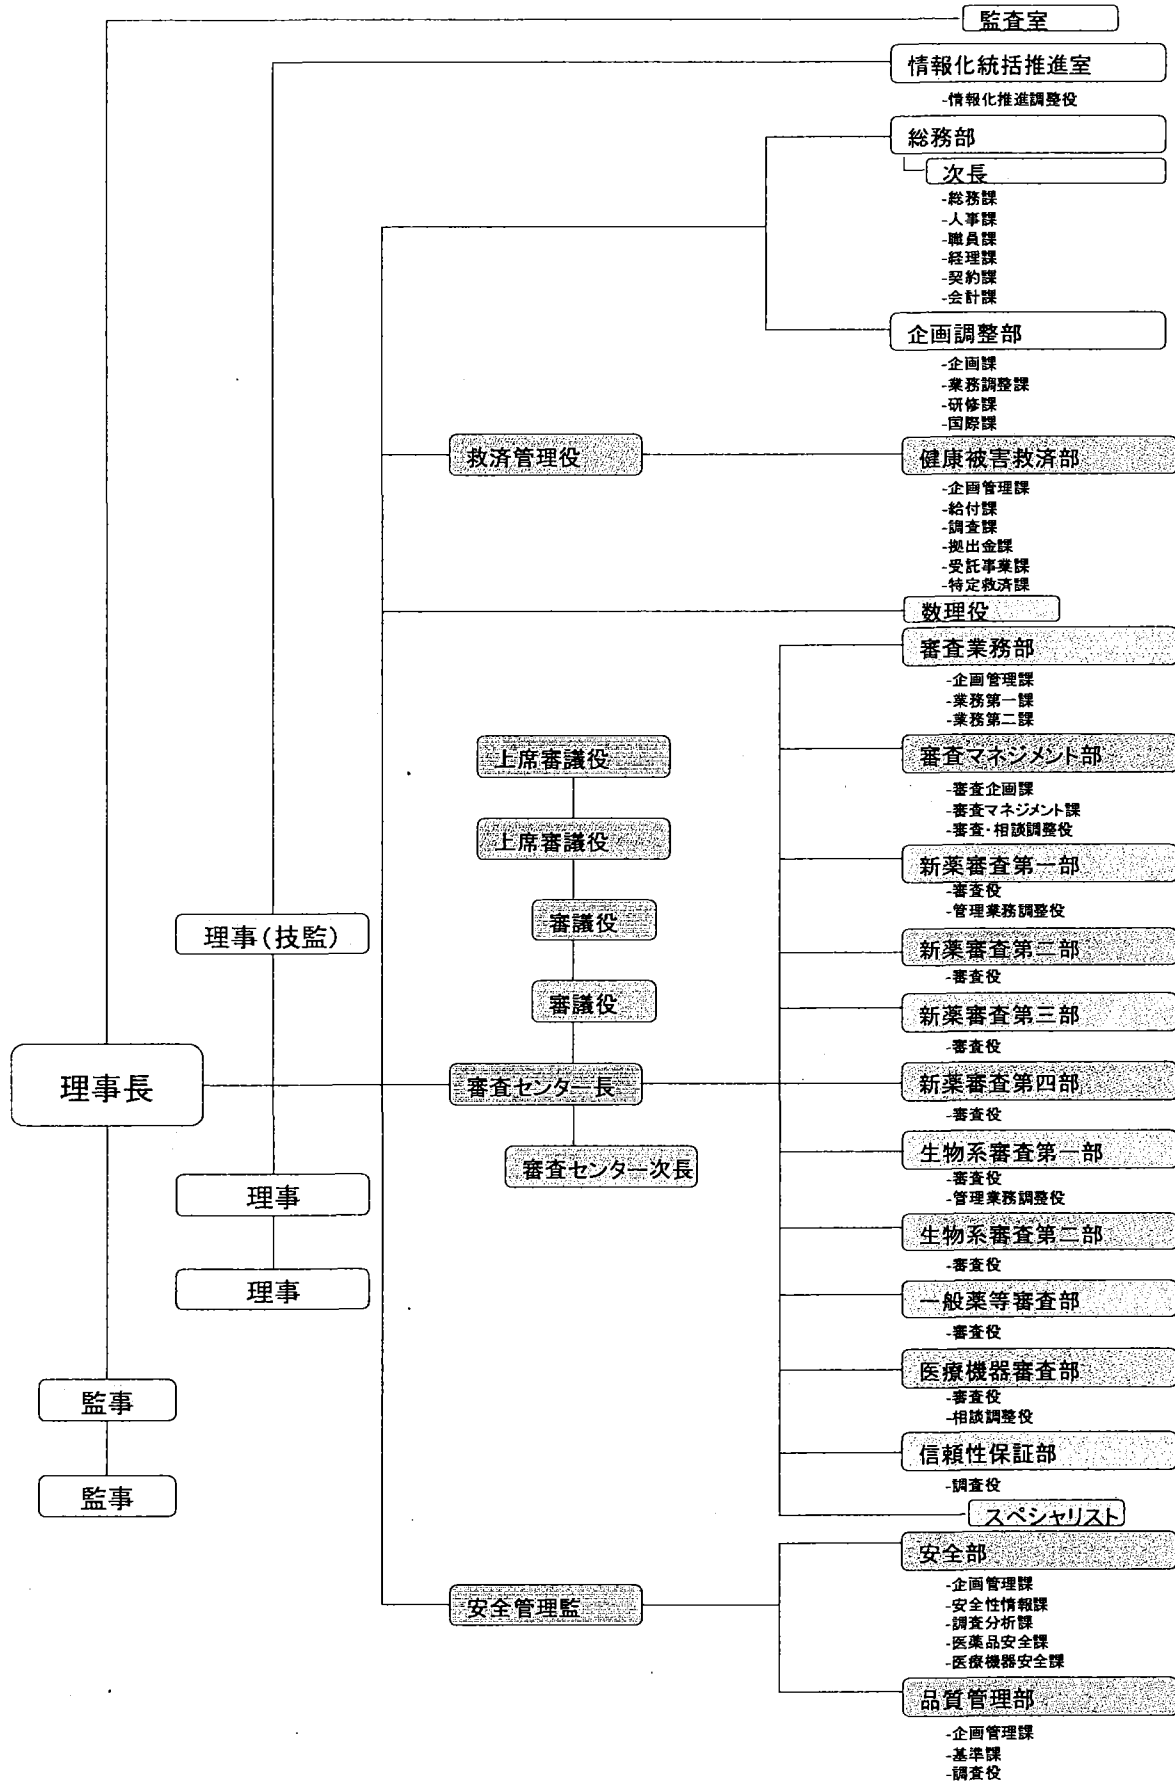 監査室
情報化統括推進室
-情報化推進調整役
総務部
次長
-総務課
-人事課
-職員課
-経理課
-契約課
-会計課
企画調整部
-企画課
-業務調整課
-研修課
-国際課
救済管理役
健康被害救済部
-企画管理課
-給付課
-調査課
-拠出金課
-受託事業課
-特定救済課
数理役
審査業務部
-企画管理課
-業務第一課
-業務第二課
上席審議役
審査マネジメント部
-審査企画課
-審査マネジメント課
-審査・相談調整役
上席審議役
新薬審査第一部
-審査役
-管理業務調整役
審議役
理事(技監)
新薬審査第二部
-審査役
審議役
新薬審査第三部
-審査役
理事長
審査センター長
新薬審査第四部
-審査役
審査センター次長
生物系審査第一部
-審査役
-管理業務調整役
理事
生物系審査第二部
-審査役
理事
一般薬等審査部
-審査役
監事
医療機器審査部
-審査役
-相談調整役
信頼性保証部
-調査役
監事
スペシャリスト
安全管理監
安全部
-企画管理課
-安全性情報課
-調査分析課
-医薬品安全課
-医療機器安全課
品質管理部
-企画管理課
-基準課
-調査役